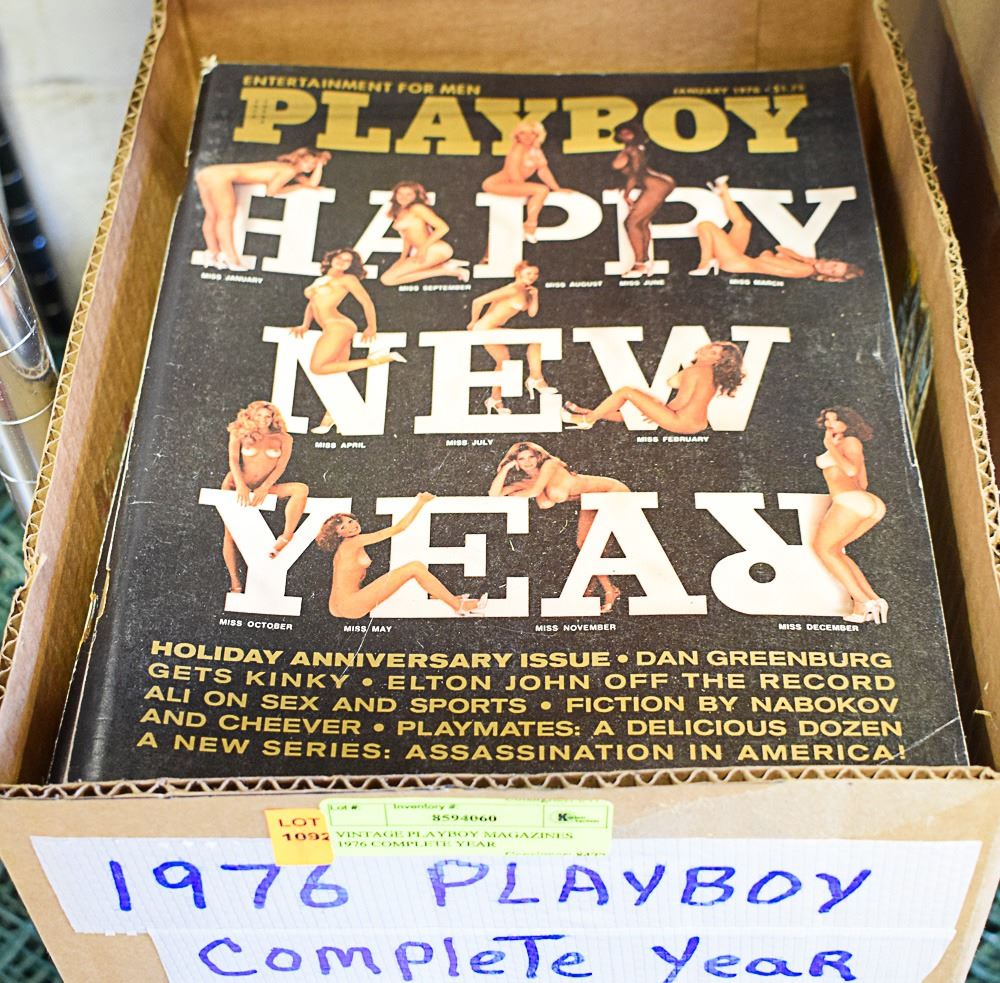 ENTERTAINMENT FOR MEN
JANUARY 1976 • $1.75
PLAYBOY
HAPPY
MISS JANUARY
MISS SEPTEMBER
MISS AUGUST
MISS JUNE
MISS MARCH
NEW
MISS APRIL
MISS JULY
MISS FEBRUARY
YEAR
MISS OCTOBER
MISS MAY
MISS NOVEMBER
MISS DECEMBER
HOLIDAY ANNIVERSARY ISSUE • DAN GREENBURG
GETS KINKY • ELTON JOHN OFF THE RECORD
ALI ON SEX AND SPORTS • FICTION BY NABOKOV
AND CHEEVER • PLAYMATES: A DELICIOUS DOZEN
A NEW SERIES: ASSASSINATION IN AMERICA!
LOT
1092
Lot #:
Inventory #:
8594060
VINTAGE PLAYBOY MAGAZINES
1976 COMPLETE YEAR
1976 PLAYBOY
COMPLETE YEAR